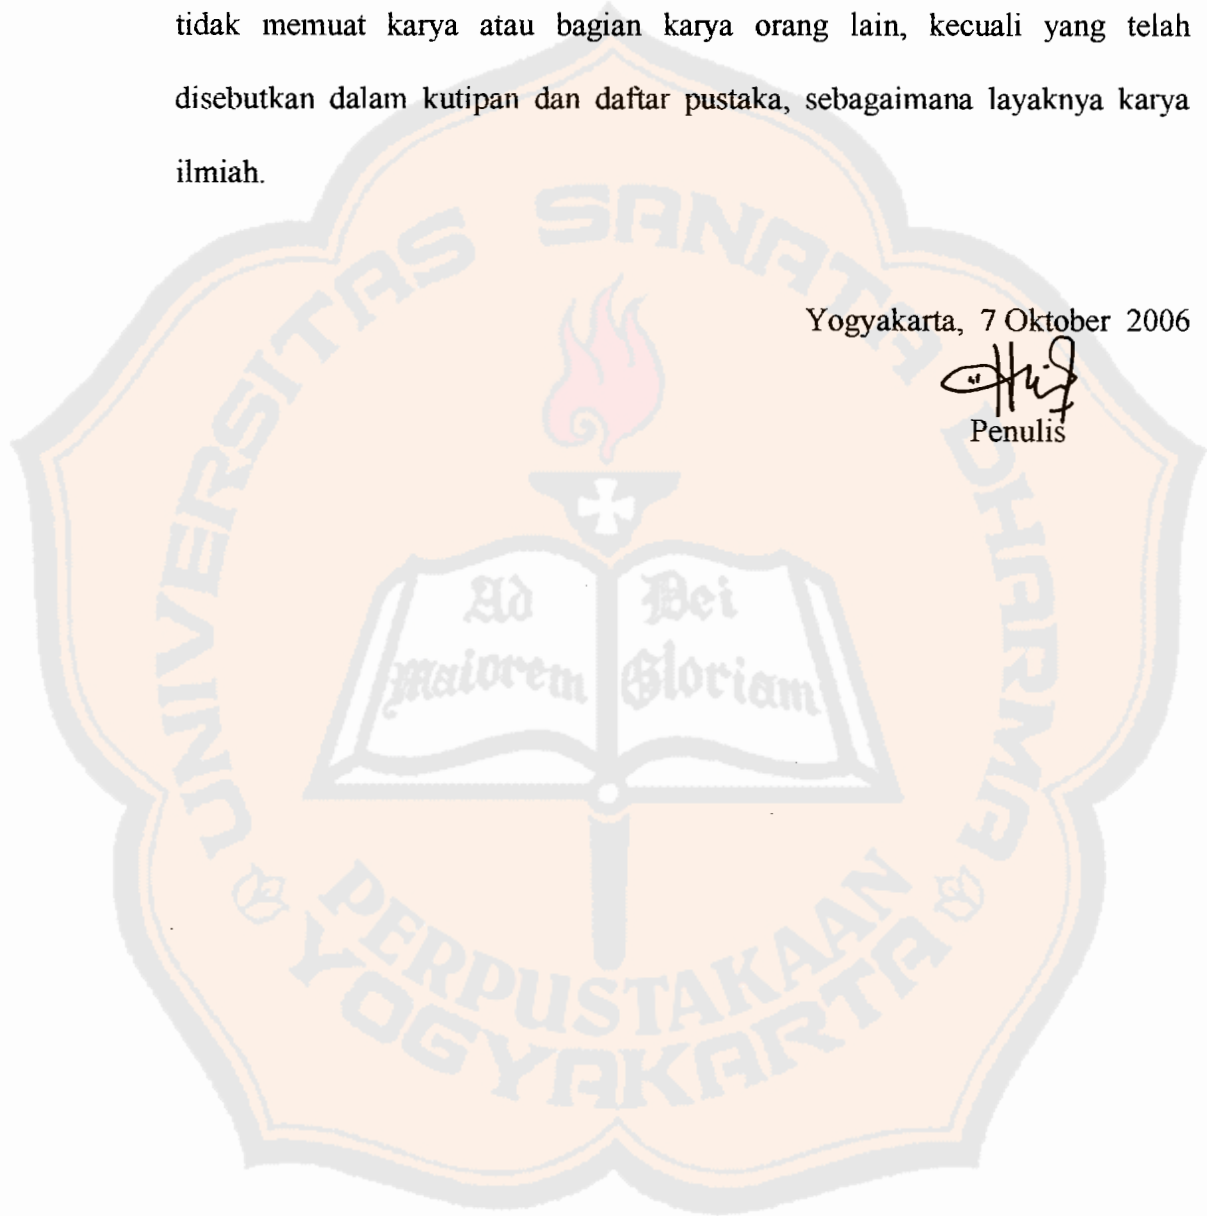 tidak memuat karya atau bagian karya orang lain, kecuali yang telah
disebutkan dalam kutipan dan daftar pustaka, sebagaimana layaknya karya
ilmiah.
Yogyakarta, 7 Oktober 2006
Penulis
UNIVERSITAS SANATA DHARMA
Ad Dei
maiorem Gloriam
PERPUSTAKAAN
YOGYAKARTA